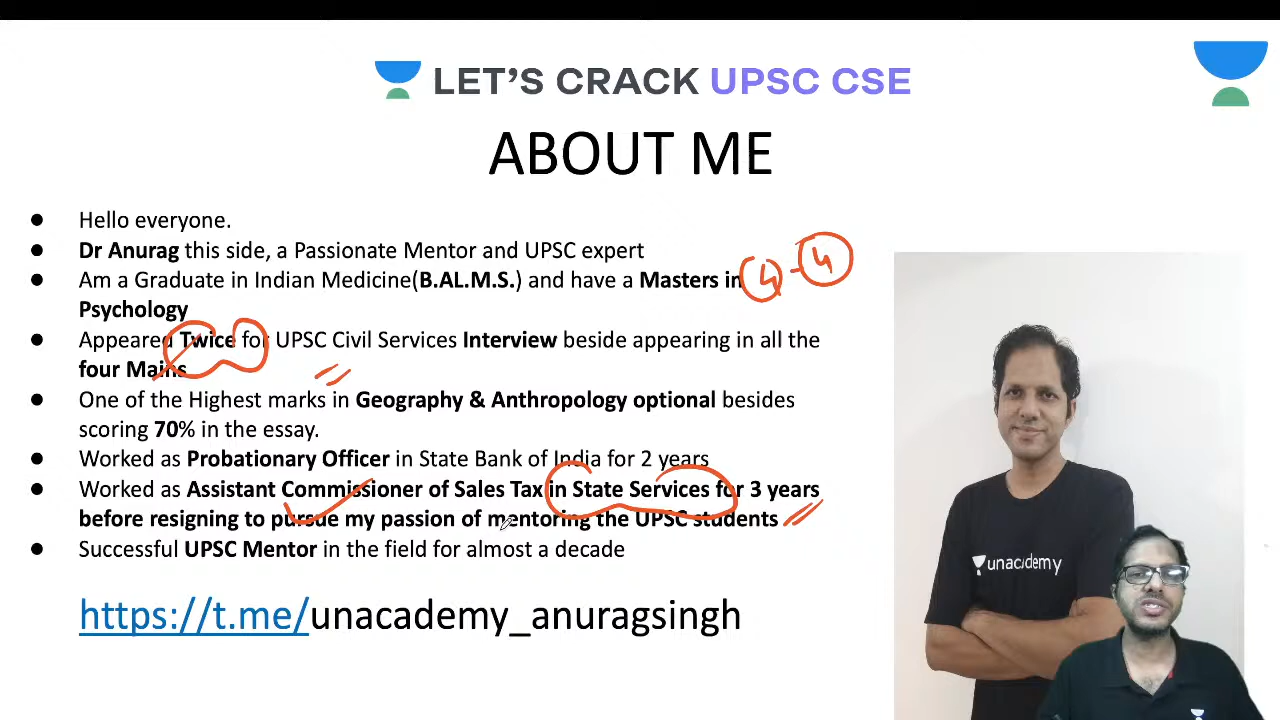 LET'S CRACK UPSC CSE
ABOUT ME
● Hello everyone.
● Dr Anurag this side, a Passionate Mentor and UPSC expert
● Am a Graduate in Indian Medicine(B.AL.M.S.) and have a Masters in
Psychology
4 - 4
● Appeared Twice for UPSC Civil Services Interview beside appearing in all the
four Mains
● One of the Highest marks in Geography & Anthropology optional besides
scoring 70% in the essay.
● Worked as Probationary Officer in State Bank of India for 2 years
● Worked as Assistant Commissioner of Sales Tax in State Services for 3 years
before resigning to pursue my passion of mentoring the UPSC students
● Successful UPSC Mentor in the field for almost a decade
https://t.me/unacademy_anuragsingh
unacademy